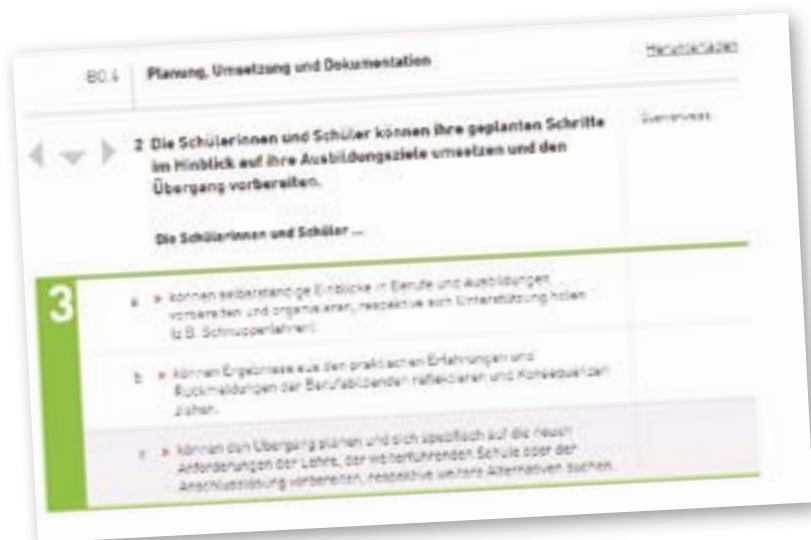 BO.4 Planung, Umsetzung und Dokumentation Herunterladen
2 Die Schülerinnen und Schüler können ihre geplanten Schritte Querverweise
im Hinblick auf ihre Ausbildungsziele umsetzen und den
Übergang vorbereiten.
Die Schülerinnen und Schüler ...
3
a können selbstständige Einblicke in Berufe und Ausbildungen
vorbereiten und organisieren, respektive sich Unterstützung holen
(z.B. Schnupperlehren).
b können Ergebnisse aus den praktischen Erfahrungen und
Rückmeldungen der Berufsbildenden reflektieren und Konsequenzen
ziehen.
c können den Übergang planen und sich spezifisch auf die neuen
Anforderungen der Lehre, der weiterführenden Schule oder der
Anschlusslösung vorbereiten, respektive weitere Alternativen suchen.